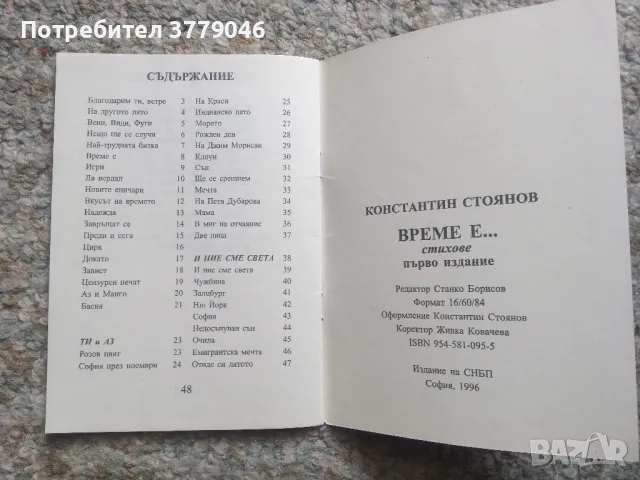 Потребител 3779046
СЪДЪРЖАНИЕ
Благодарим ти, естре 3
На другото лято 4
Вени, Види, Фути 5
Нещо ще се случи 6
Най-трудната битка 7
Време е 8
Игри 9
Ла вордал 10
Новите еничари 11
Вкусът на времето 12
Надежда 13
Завръщат се 14
Преди и сега 15
Цирк 16
Докато 17
Завист 18
Цензурен печат 19
Аз и Манго 20
Басня 21
ТИ и АЗ 23
Розов цвят 23
София през ноември 24
На Краси 25
Индианско лято 26
Морето 27
Рожден ден 28
На ДжимМорисън 29
Клоун 30
Сън 31
Ще се срещнем 32
Мечта 33
На Петя Дубарова 34
Мама 35
В миг на отчаяние 36
Две липи 37
И НИЕ СМЕ СВЕТА 38
И ние сме света 39
Чужбина 40
Залцбург 41
Ню Йорк 42
София 43
Недосънуван сън 44
Очила 45
Емигрантска мечта 46
Отиде си лятото 47
48
КОНСТАНТИН СТОЯНОВ
ВРЕМЕ Е...
стихове
първо издание
Редактор Станко Борисов
Формат 16/60/84
Оформление Константин Стоянов
Коректор Живка Ковачева
ISBN 954-581-095-5
Издание на СНБП
София, 1996
BAZAR
bg